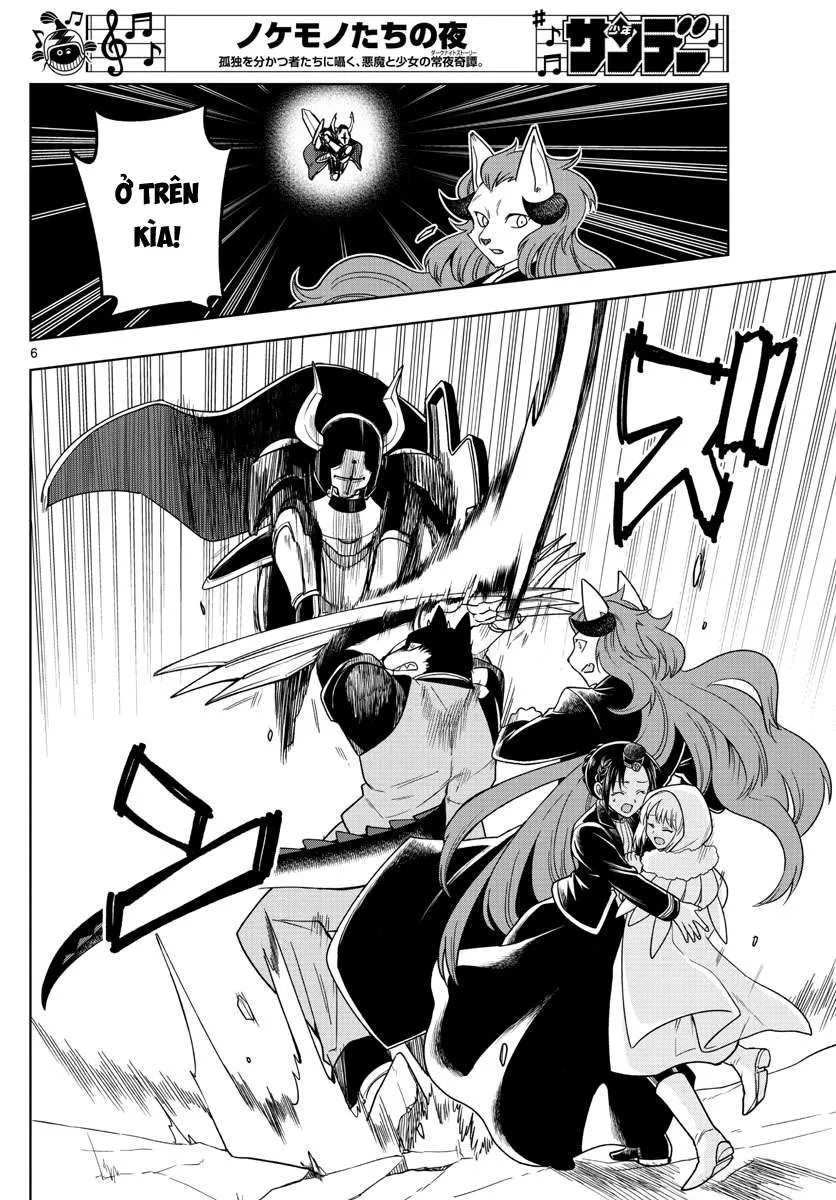 ノケモノたちの夜
ダークナイトストーリー
孤独を分かつ者たちに囁く、悪魔と少女の常夜奇譚。
少年
サンデー
Ở TRÊN
KÌA!
6
ズン